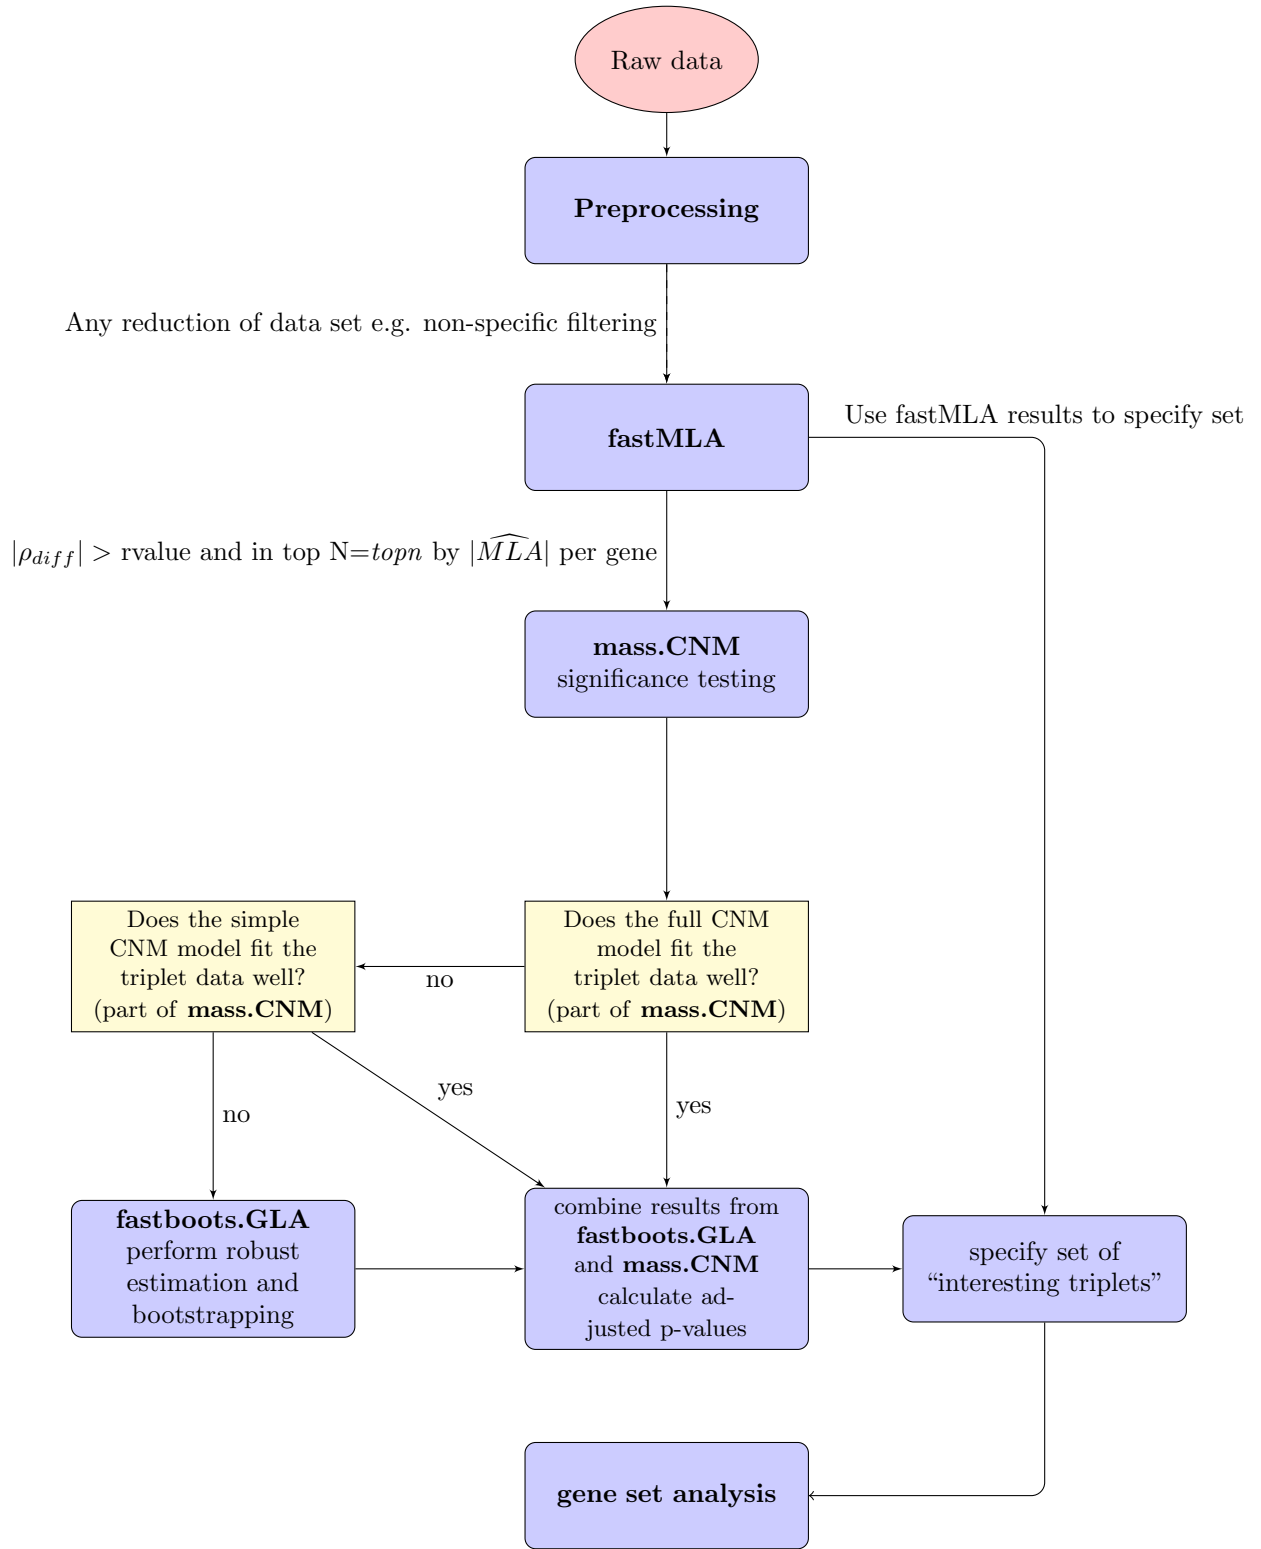 Raw data
Preprocessing
Any reduction of data set e.g. non-specific filtering
fastMLA
Use fastMLA results to specify set
|ρ_{diff}| > rvalue and in top N=topn by |\widehat{MLA}| per gene
mass.CNM
significance testing
Does the simple
CNM model fit the
triplet data well?
(part of mass.CNM)
Does the full CNM
model fit the
triplet data well?
(part of mass.CNM)
no
yes
no
yes
fastboots.GLA
perform robust
estimation and
bootstrapping
combine results from
fastboots.GLA
and mass.CNM
calculate ad-
justed p-values
specify set of
“interesting triplets”
gene set analysis